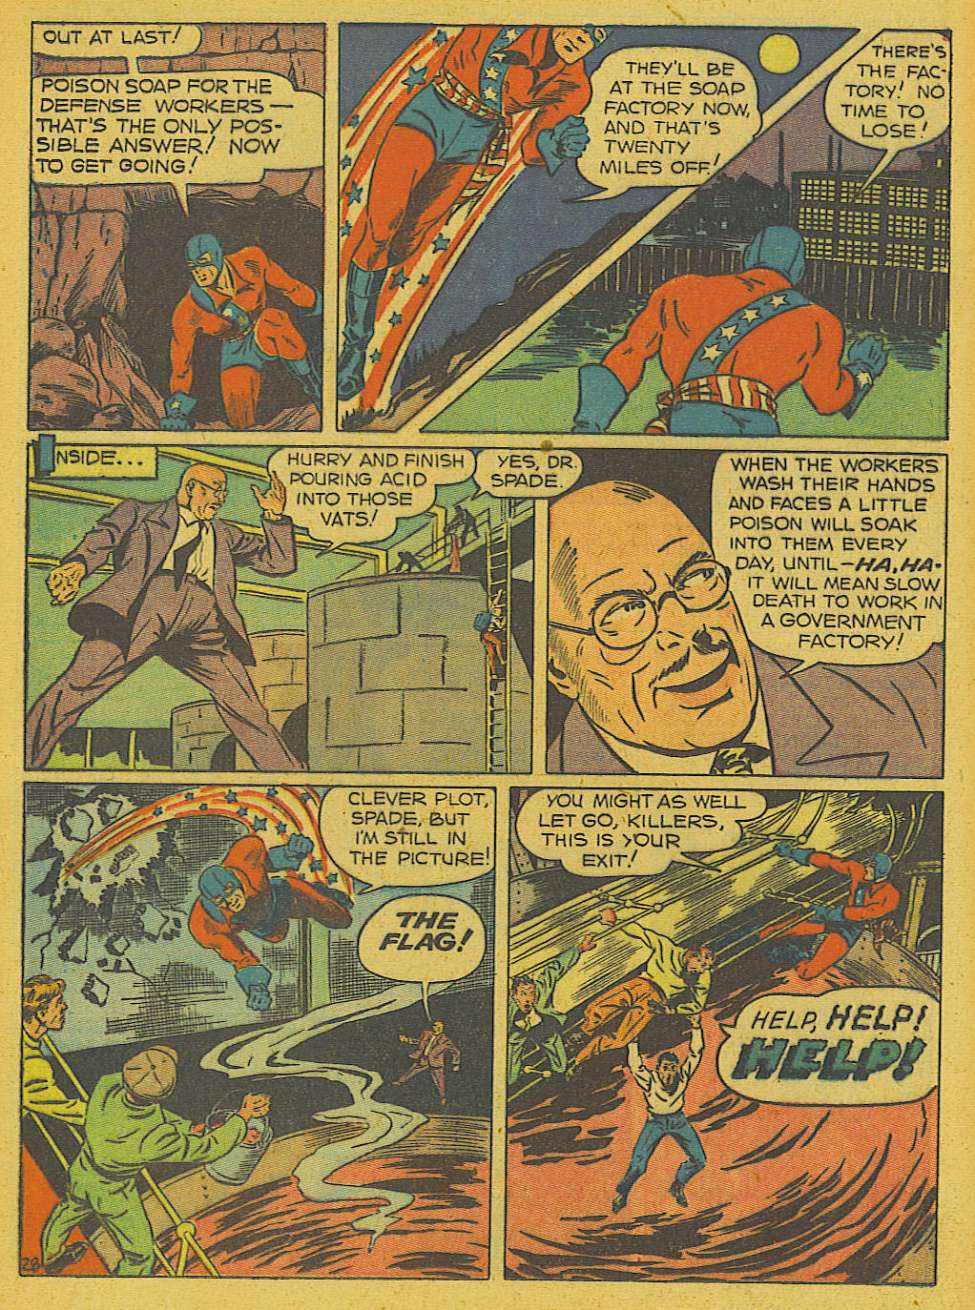 OUT AT LAST!
POISON SOAP FOR THE
DEFENSE WORKERS—
THAT'S THE ONLY POS-
SIBLE ANSWER! NOW
TO GET GOING!
THEY'LL BE
AT THE SOAP
FACTORY NOW,
AND THAT'S
TWENTY
MILES OFF!
THERE'S
THE FAC-
TORY! NO
TIME TO
LOSE!
INSIDE...
HURRY AND FINISH
POURING ACID
INTO THOSE
VATS!
YES, DR.
SPADE.
WHEN THE WORKERS
WASH THEIR HANDS
AND FACES A LITTLE
POISON WILL SOAK
INTO THEM EVERY
DAY, UNTIL—HA, HA-
IT WILL MEAN SLOW
DEATH TO WORK IN
A GOVERNMENT
FACTORY!
CLEVER PLOT,
SPADE, BUT
I'M STILL IN
THE PICTURE!
THE
FLAG!
YOU MIGHT AS WELL
LET GO, KILLERS,
THIS IS YOUR
EXIT!
HELP, HELP!
HELP!
28